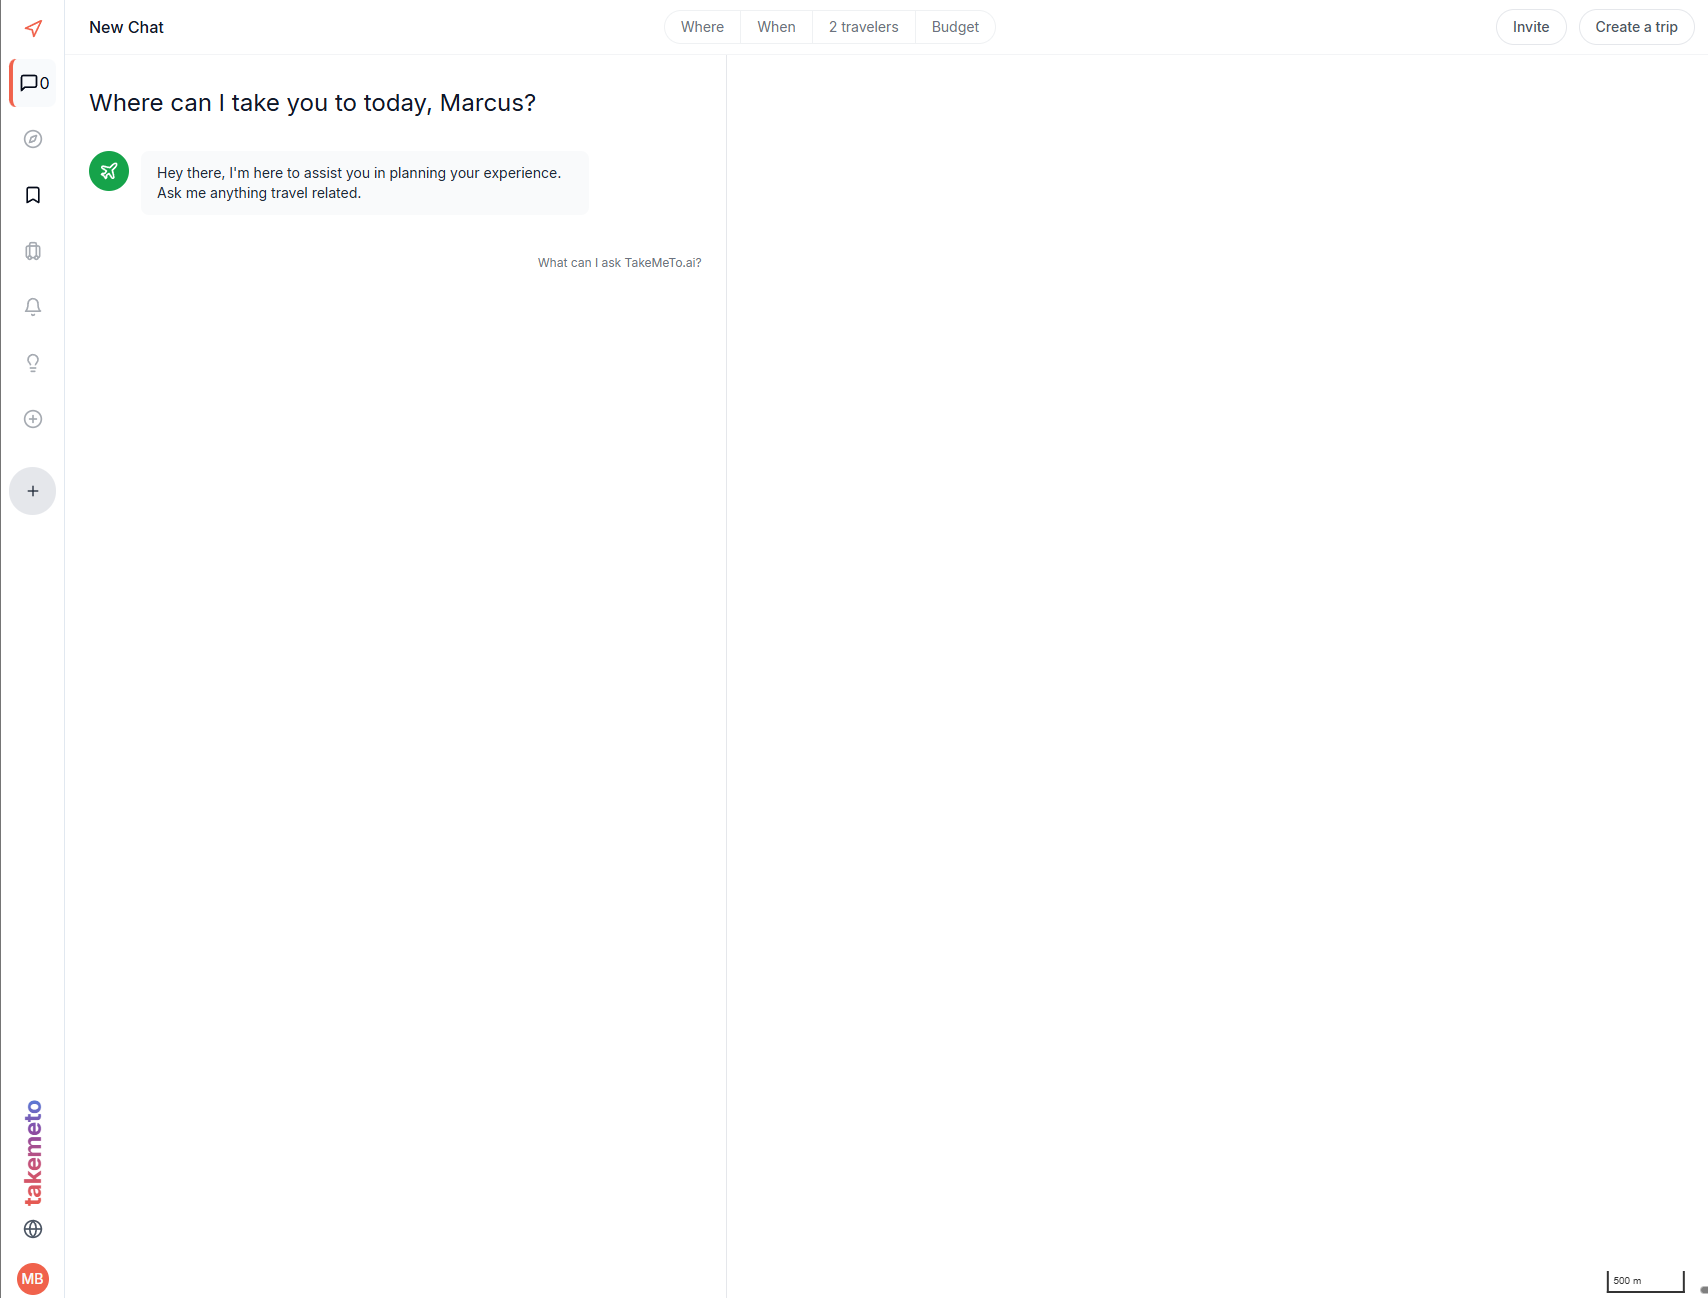 New Chat
Where
When
2 travelers
Budget
Invite
Create a trip
0
Where can I take you to today, Marcus?
Hey there, I'm here to assist you in planning your experience.
Ask me anything travel related.
What can I ask TakeMeTo.ai?
takemeto
MB
500 m